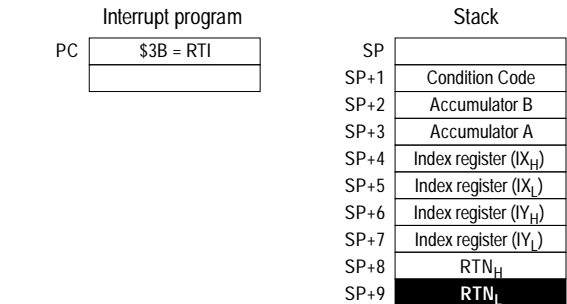 Interrupt program
PC $3B = RTI
Stack
SP
SP+1 Condition Code
SP+2 Accumulator B
SP+3 Accumulator A
SP+4 Index register (IXH)
SP+5 Index register (IXL)
SP+6 Index register (IYH)
SP+7 Index register (IYL)
SP+8 RTNH
SP+9 RTNL